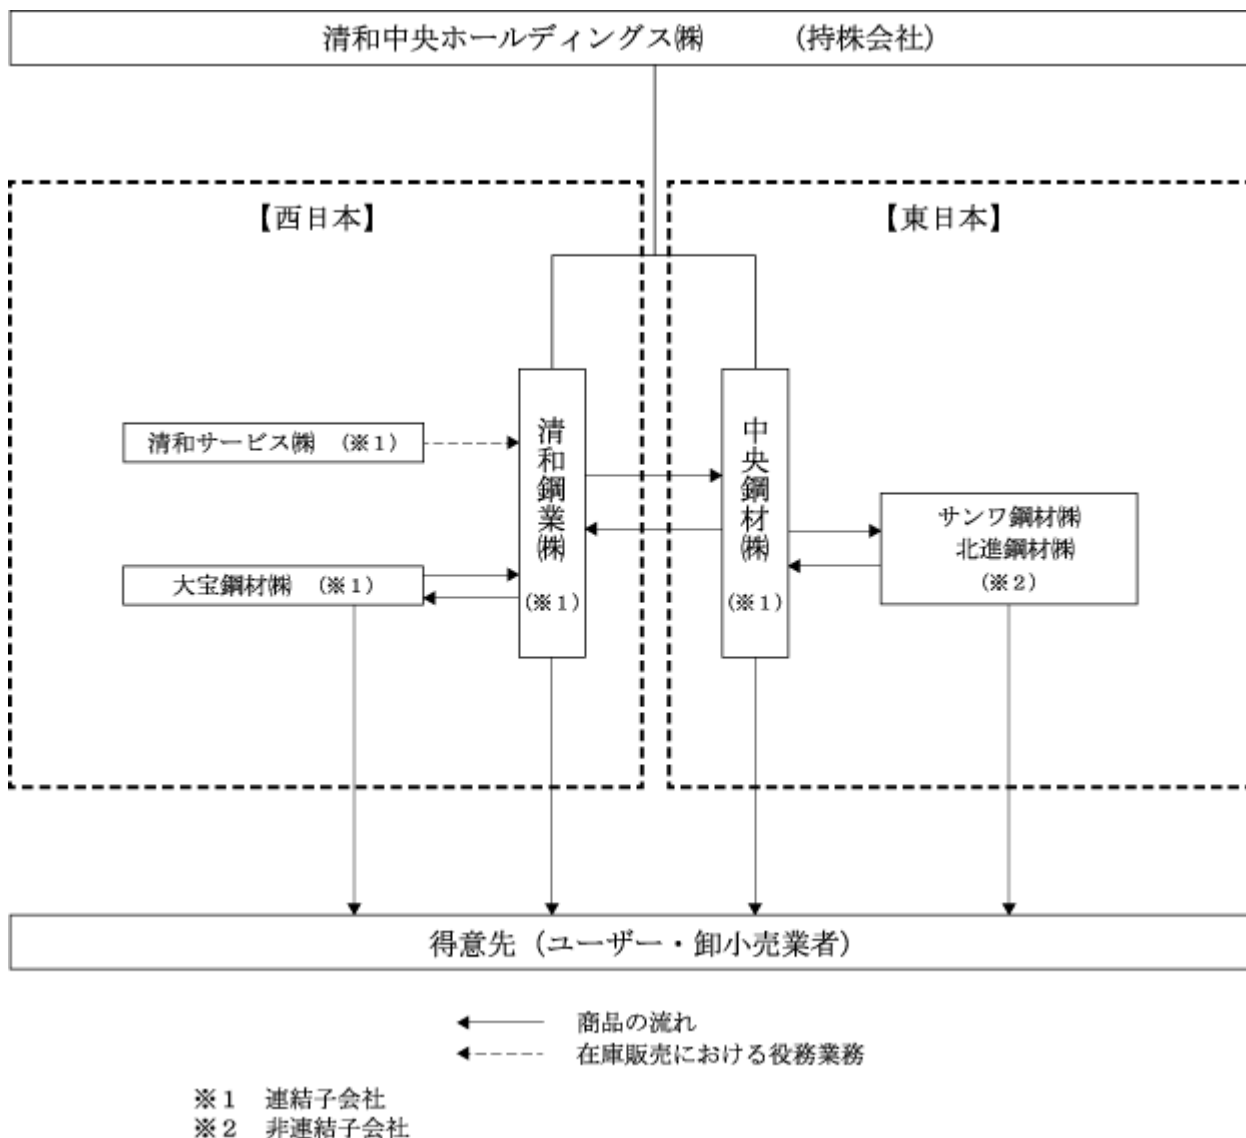 清和中央ホールディングス㈱　　　（持株会社）
【西日本】
【東日本】
清和サービス㈱　（※１）
大宝鋼材㈱　（※１）
清和鋼業㈱
（※１）
中央鋼材㈱
（※１）
サンワ鋼材㈱
北進鋼材㈱
（※２）
得意先（ユーザー・卸小売業者）
商品の流れ
在庫販売における役務業務
※１　連結子会社
※２　非連結子会社